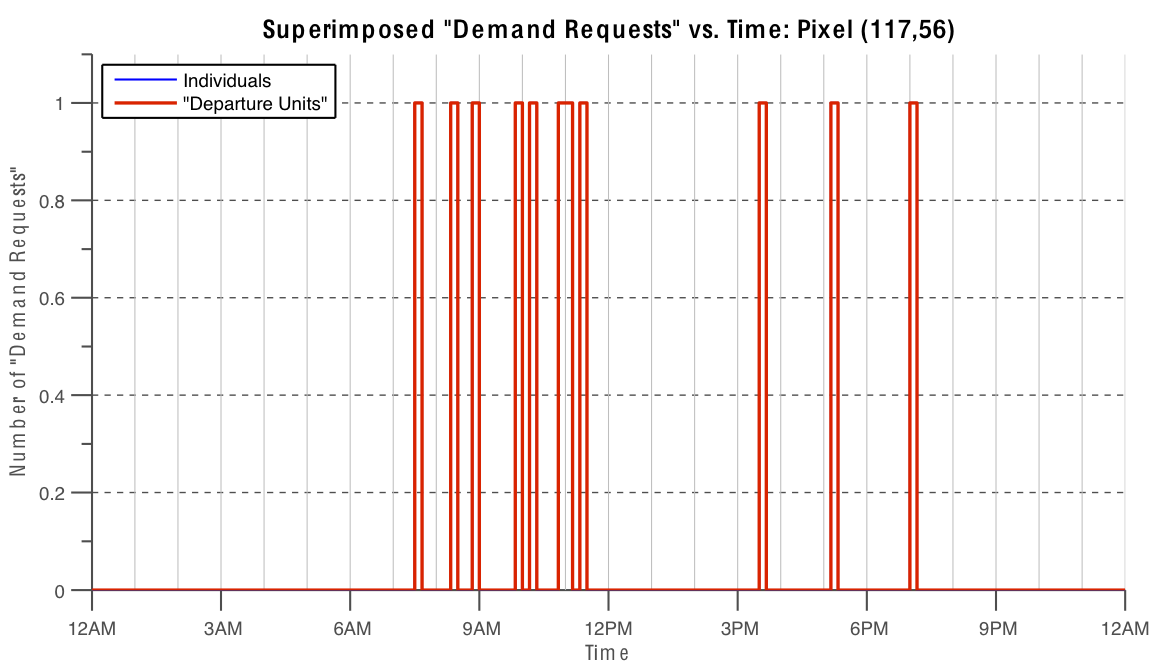 Superimposed "Demand Requests" vs. Time: Pixel (117,56)
Individuals
"Departure Units"
Number of "Demand Requests"
1
0.8
0.6
0.4
0.2
0
12AM 3AM 6AM 9AM 12PM 3PM 6PM 9PM 12AM
Time